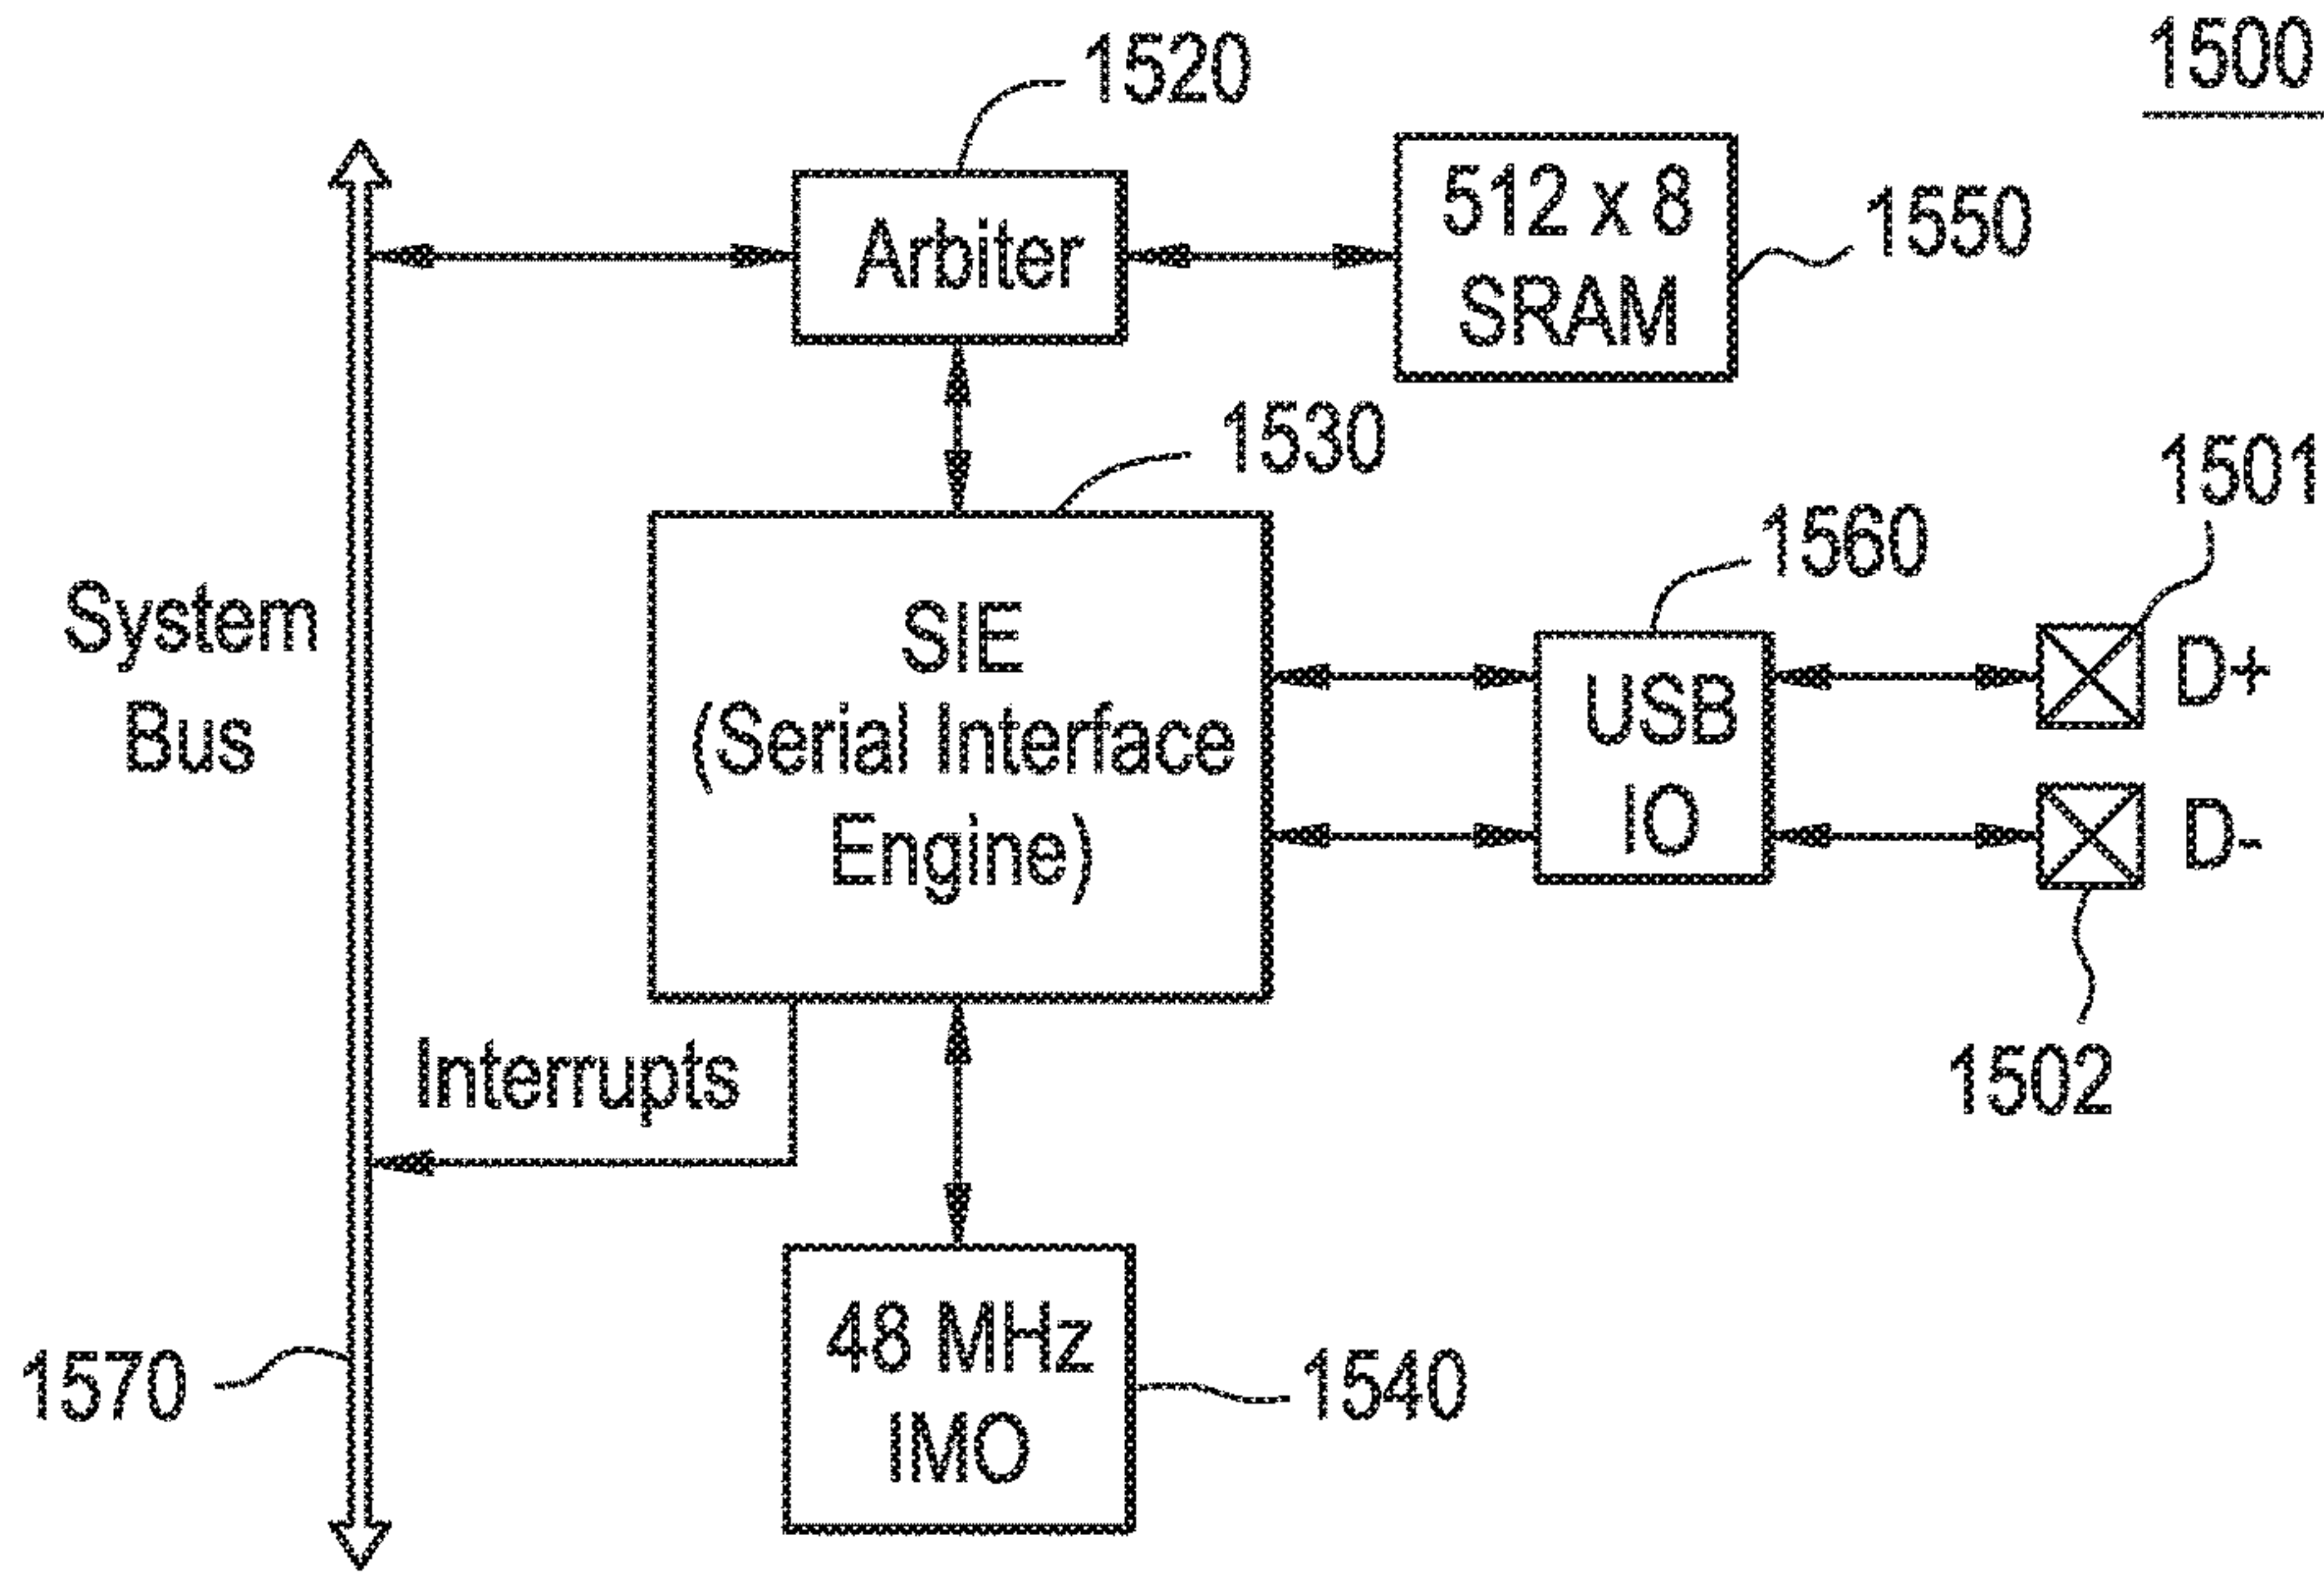 1500
1520
Arbiter
512 x 8
SRAM
1550
1530
1501
1560
System
Bus
SIE
(Serial Interface
Engine)
USB
IO
D+
D-
Interrupts
1502
48 MHz
IMO
1570
1540